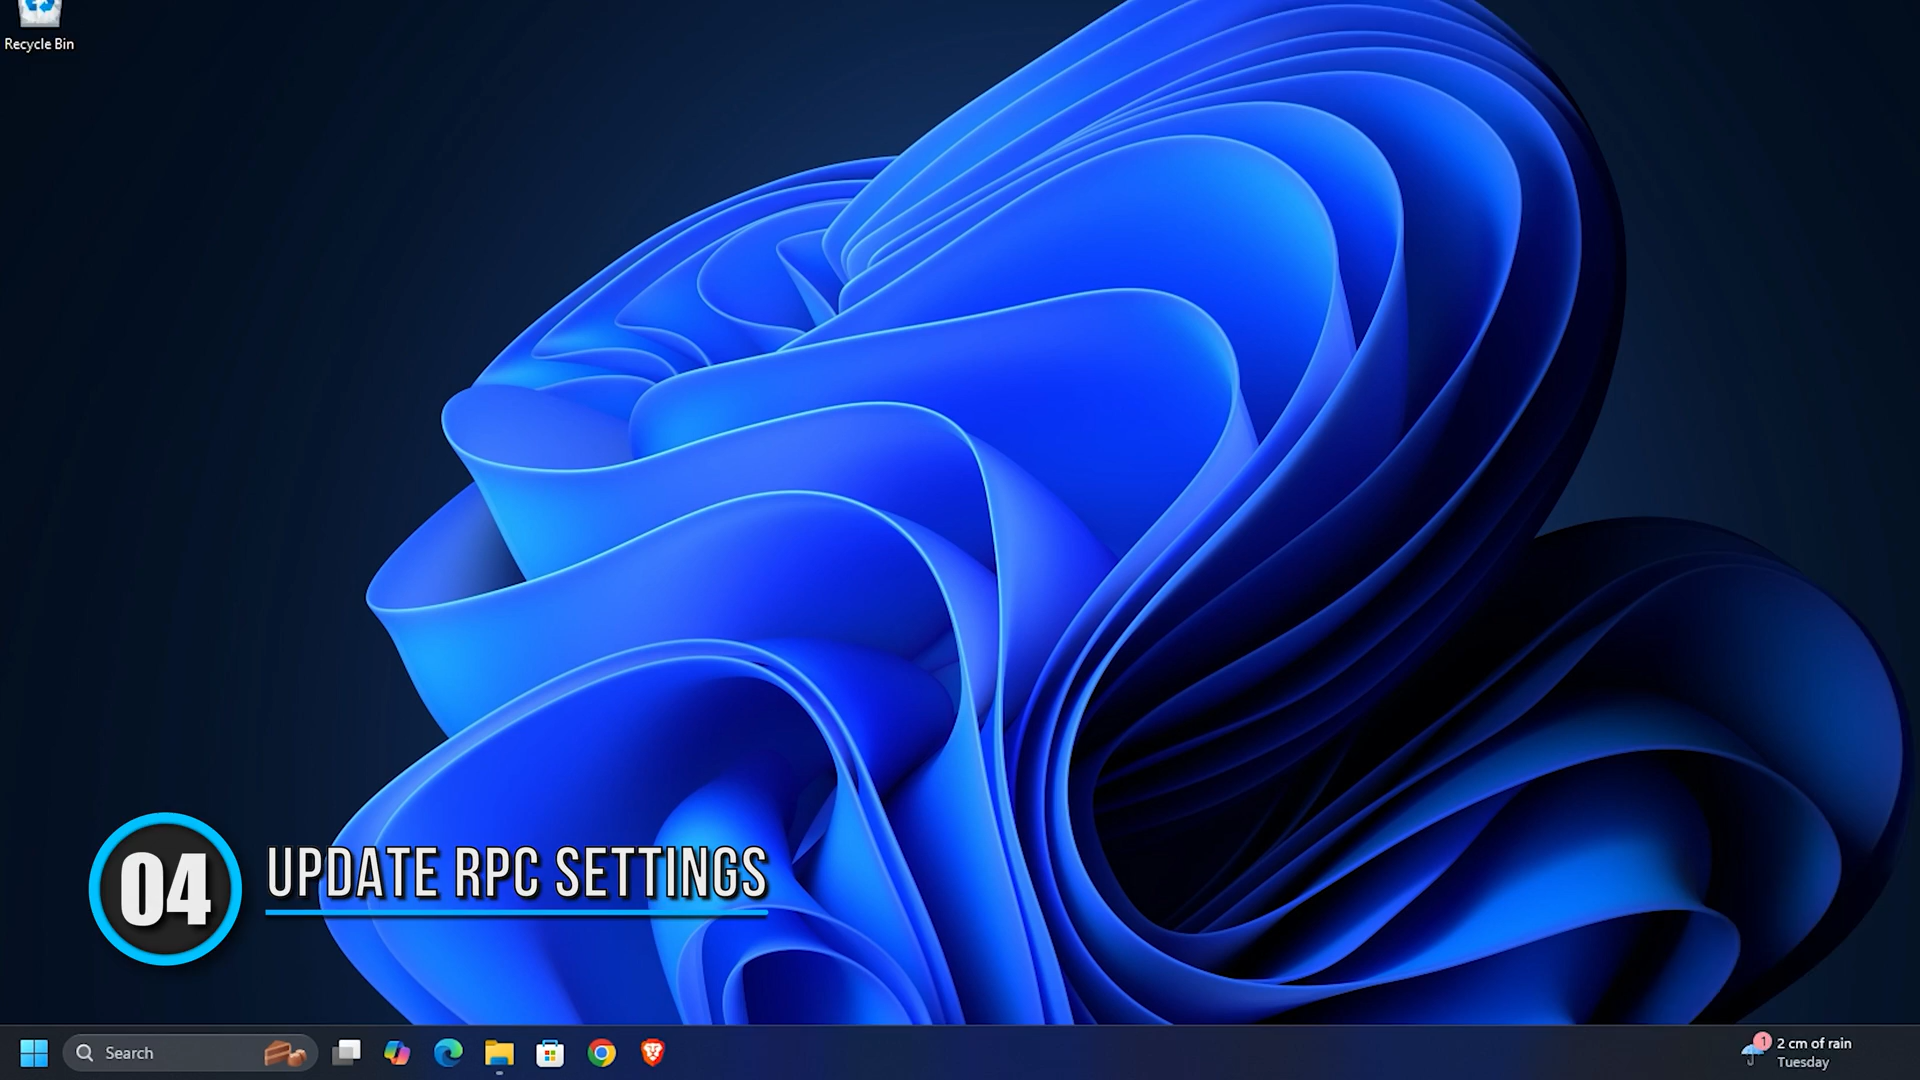 Recycle Bin
04
UPDATE RPC SETTINGS
Search
1
2 cm of rain
Tuesday